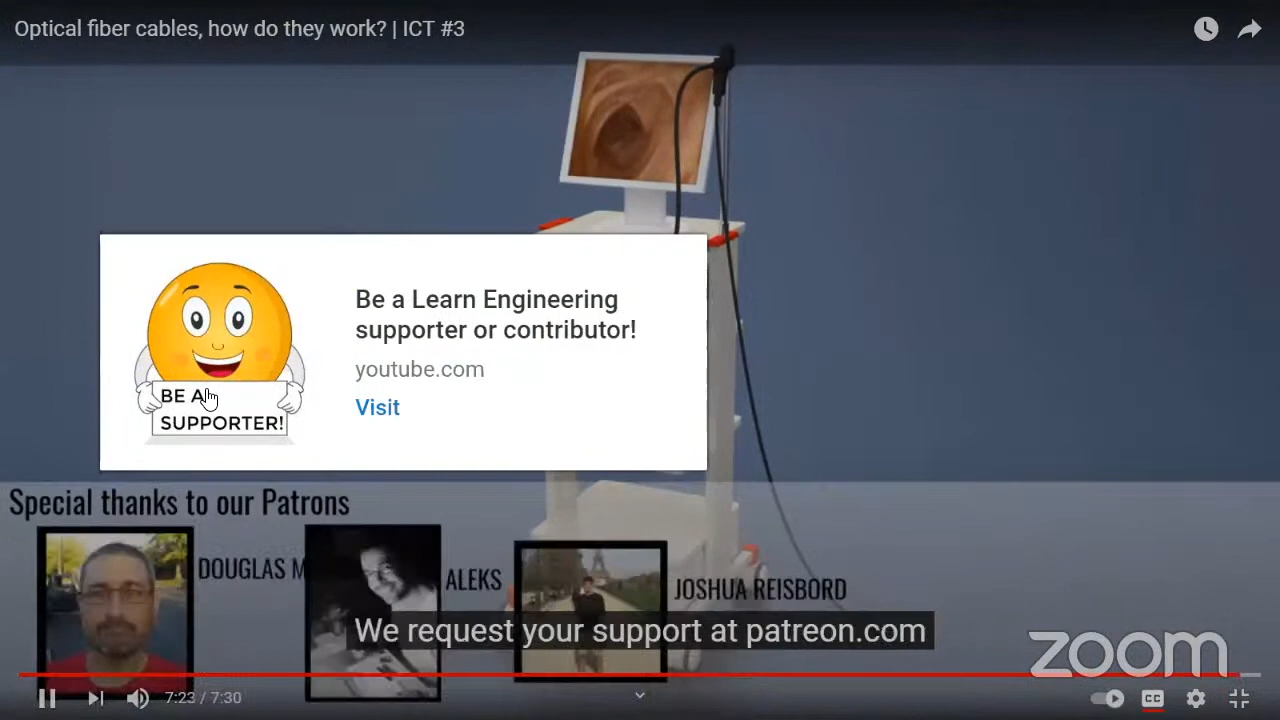 Optical fiber cables, how do they work? | ICT #3
Be a Learn Engineering
supporter or contributor!
youtube.com
Visit
BE A
SUPPORTER!
Special thanks to our Patrons
DOUGLAS M
ALEKS
JOSHUA REISBORD
We request your support at patreon.com
zoom
7:23 / 7:30
CC